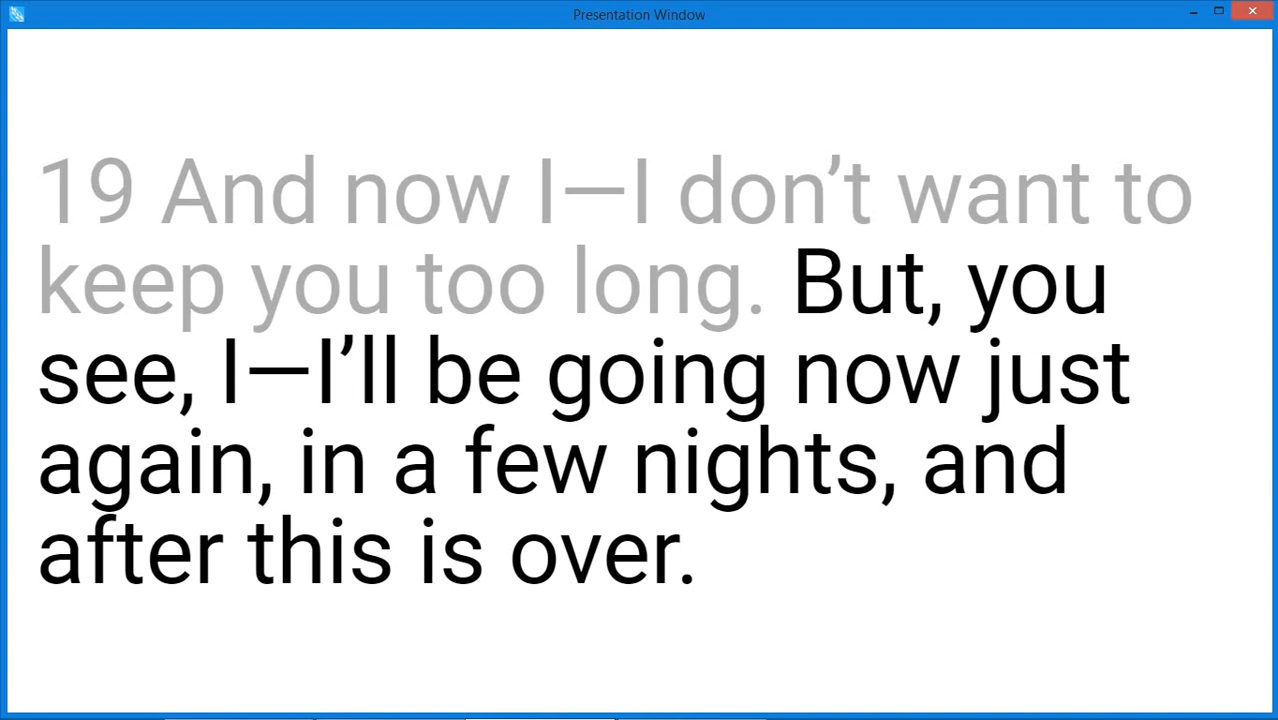 Presentation Window
19 And now I—I don’t want to
keep you too long. But, you
see, I—I’ll be going now just
again, in a few nights, and
after this is over.